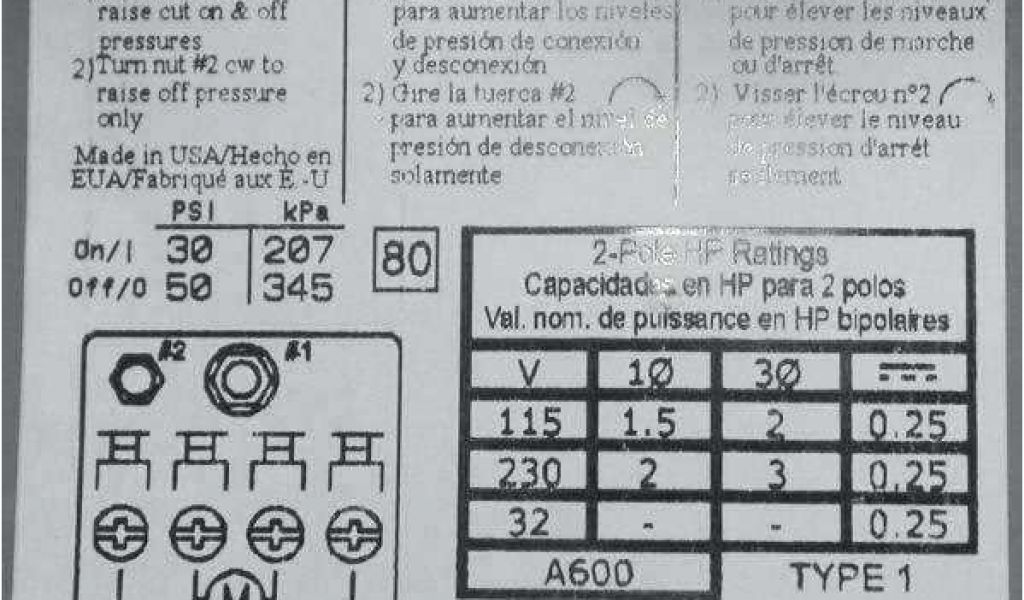 raise cut on & off
pressures
2) Turn nut #2 cw to
raise off pressure
only
Made in USA/Hecho en
EUA/Fabriqué aux E.-U
para aumentar los niveles
de presión de conexión
y desconexión
2) Gire la tuerca #2
para aumentar el nivel de
presión de desconexión
solamente
pour élever les niveaux
de pression de marche
ou d'arrêt
2) Visser l'écrou n°2
pour élever le niveau
de pression d'arrêt
seulement
PSI kPa
On/I 30 207
Off/O 50 345
80
#2 #1
M
2-Pole HP Ratings
Capacidades en HP para 2 polos
Val. nom. de puissance en HP bipolaires
V 1Ø 3Ø
115 1.5 2 0.25
230 2 3 0.25
32 - - 0.25
A600 TYPE 1